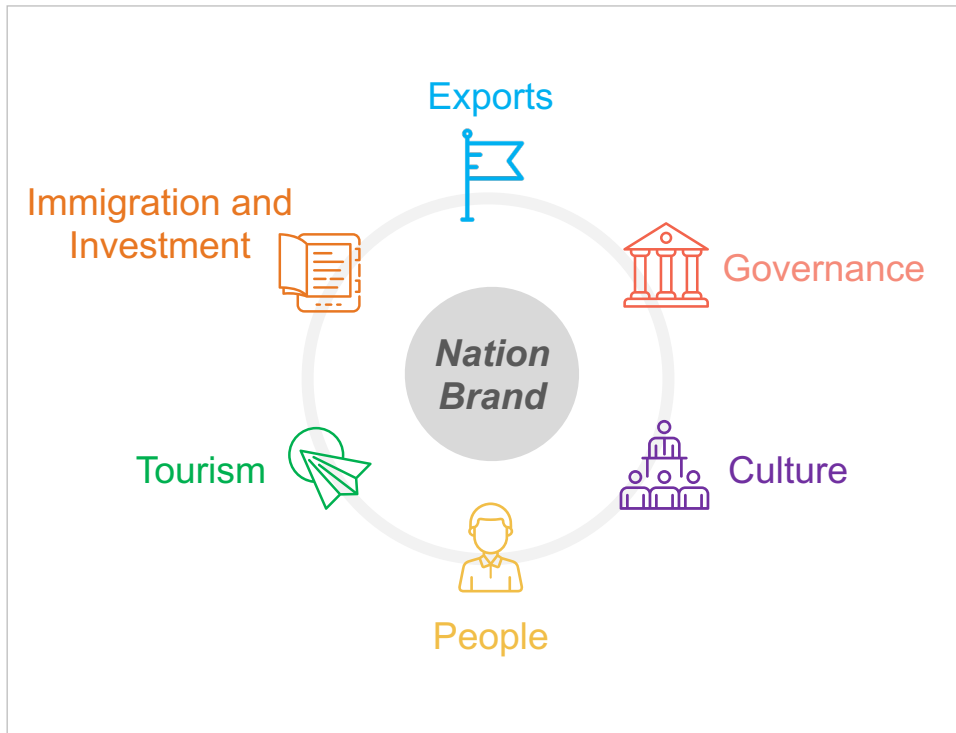 Exports
Immigration and
Investment
Governance
Nation
Brand
Tourism
Culture
People